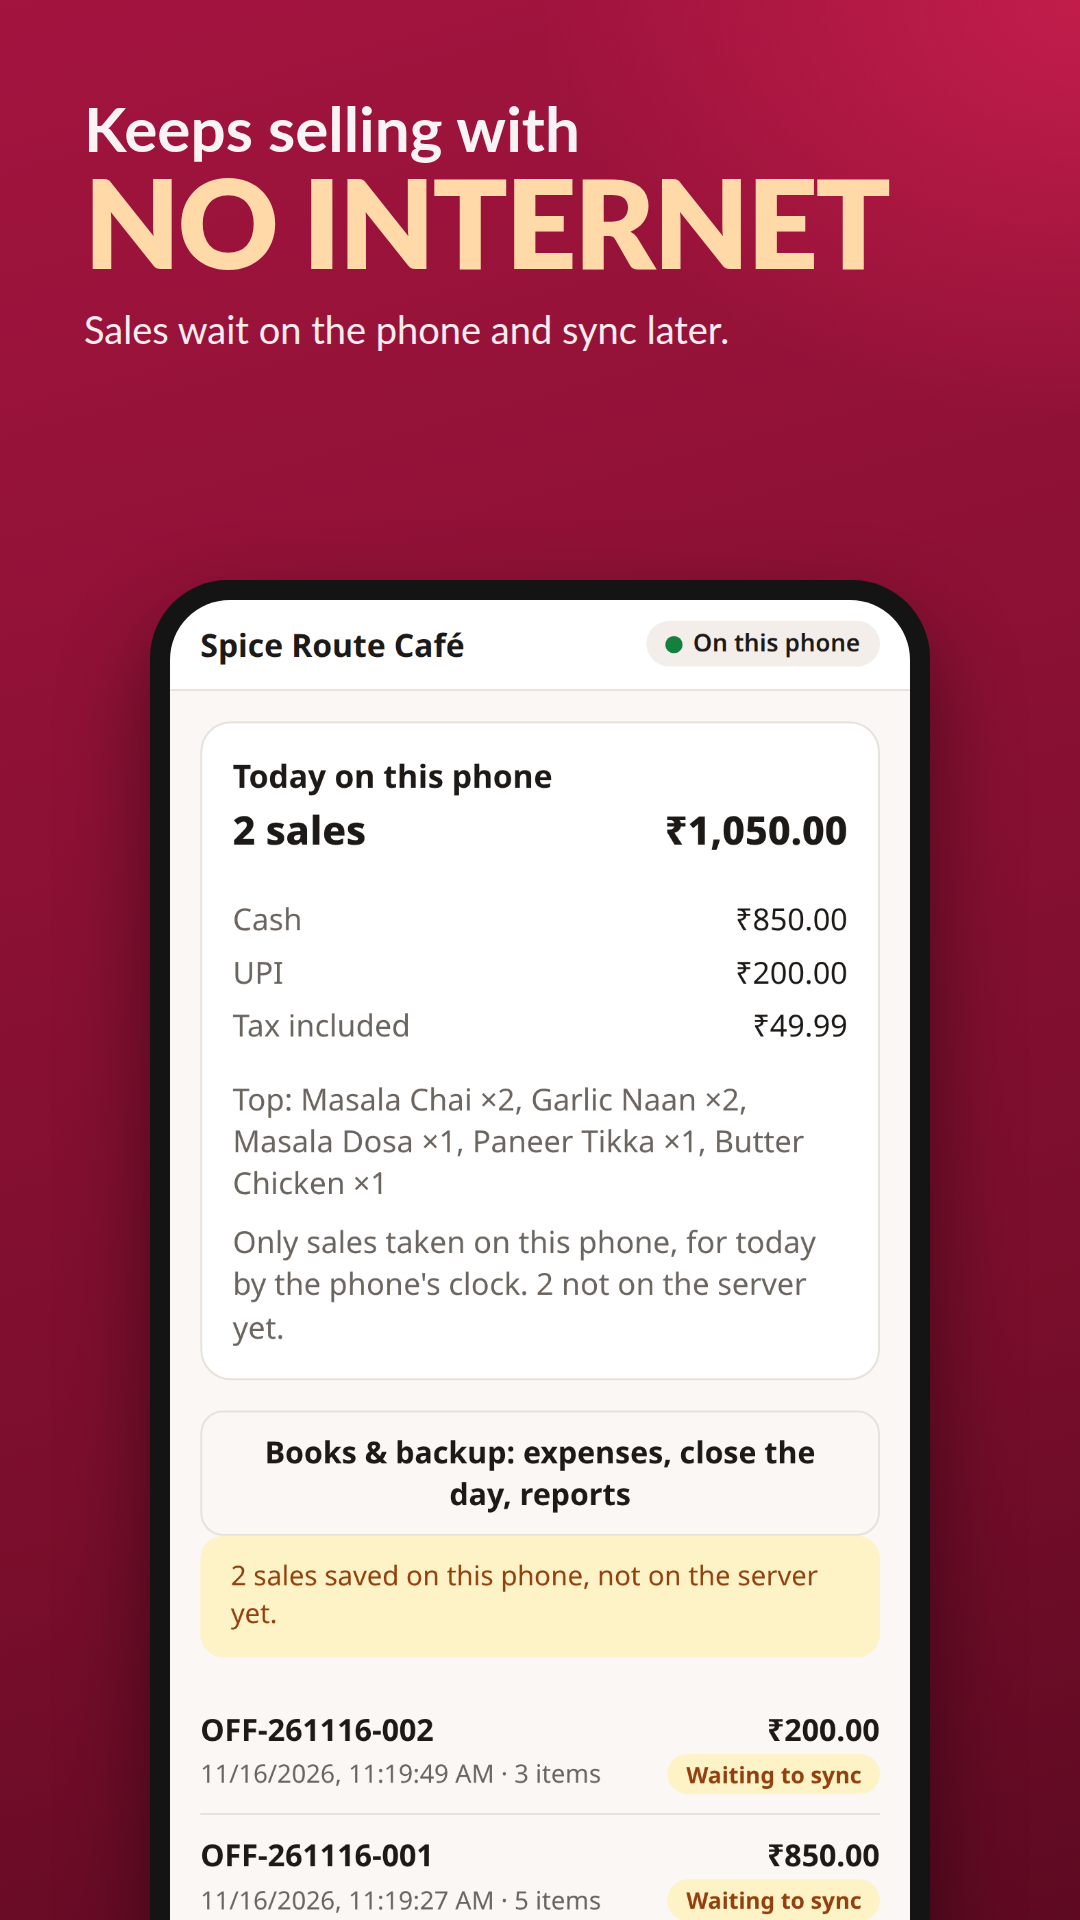 Keeps selling with
NO INTERNET
Sales wait on the phone and sync later.
Spice Route Café
On this phone
Today on this phone
2 sales ₹1,050.00
Cash ₹850.00
UPI ₹200.00
Tax included ₹49.99
Top: Masala Chai ×2, Garlic Naan ×2,
Masala Dosa ×1, Paneer Tikka ×1, Butter
Chicken ×1
Only sales taken on this phone, for today
by the phone's clock. 2 not on the server
yet.
Books & backup: expenses, close the
day, reports
2 sales saved on this phone, not on the server
yet.
OFF-261116-002 ₹200.00
11/16/2026, 11:19:49 AM · 3 items Waiting to sync
OFF-261116-001 ₹850.00
11/16/2026, 11:19:27 AM · 5 items Waiting to sync